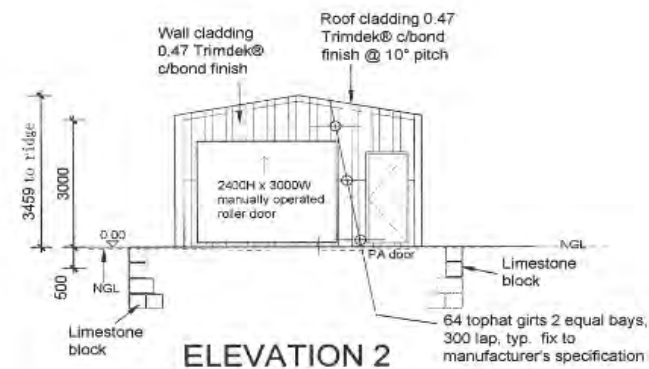 Wall cladding
0.47 Trimdek®
c/bond finish
Roof cladding 0.47
Trimdek® c/bond
finish @ 10° pitch
3459 to ridge
3000
2400H x 3000W
manually operated
roller door
0.00
500
NGL
PA door
NGL
Limestone
block
Limestone
block
64 tophat girts 2 equal bays,
300 lap, typ. fix to
manufacturer's specification
ELEVATION 2